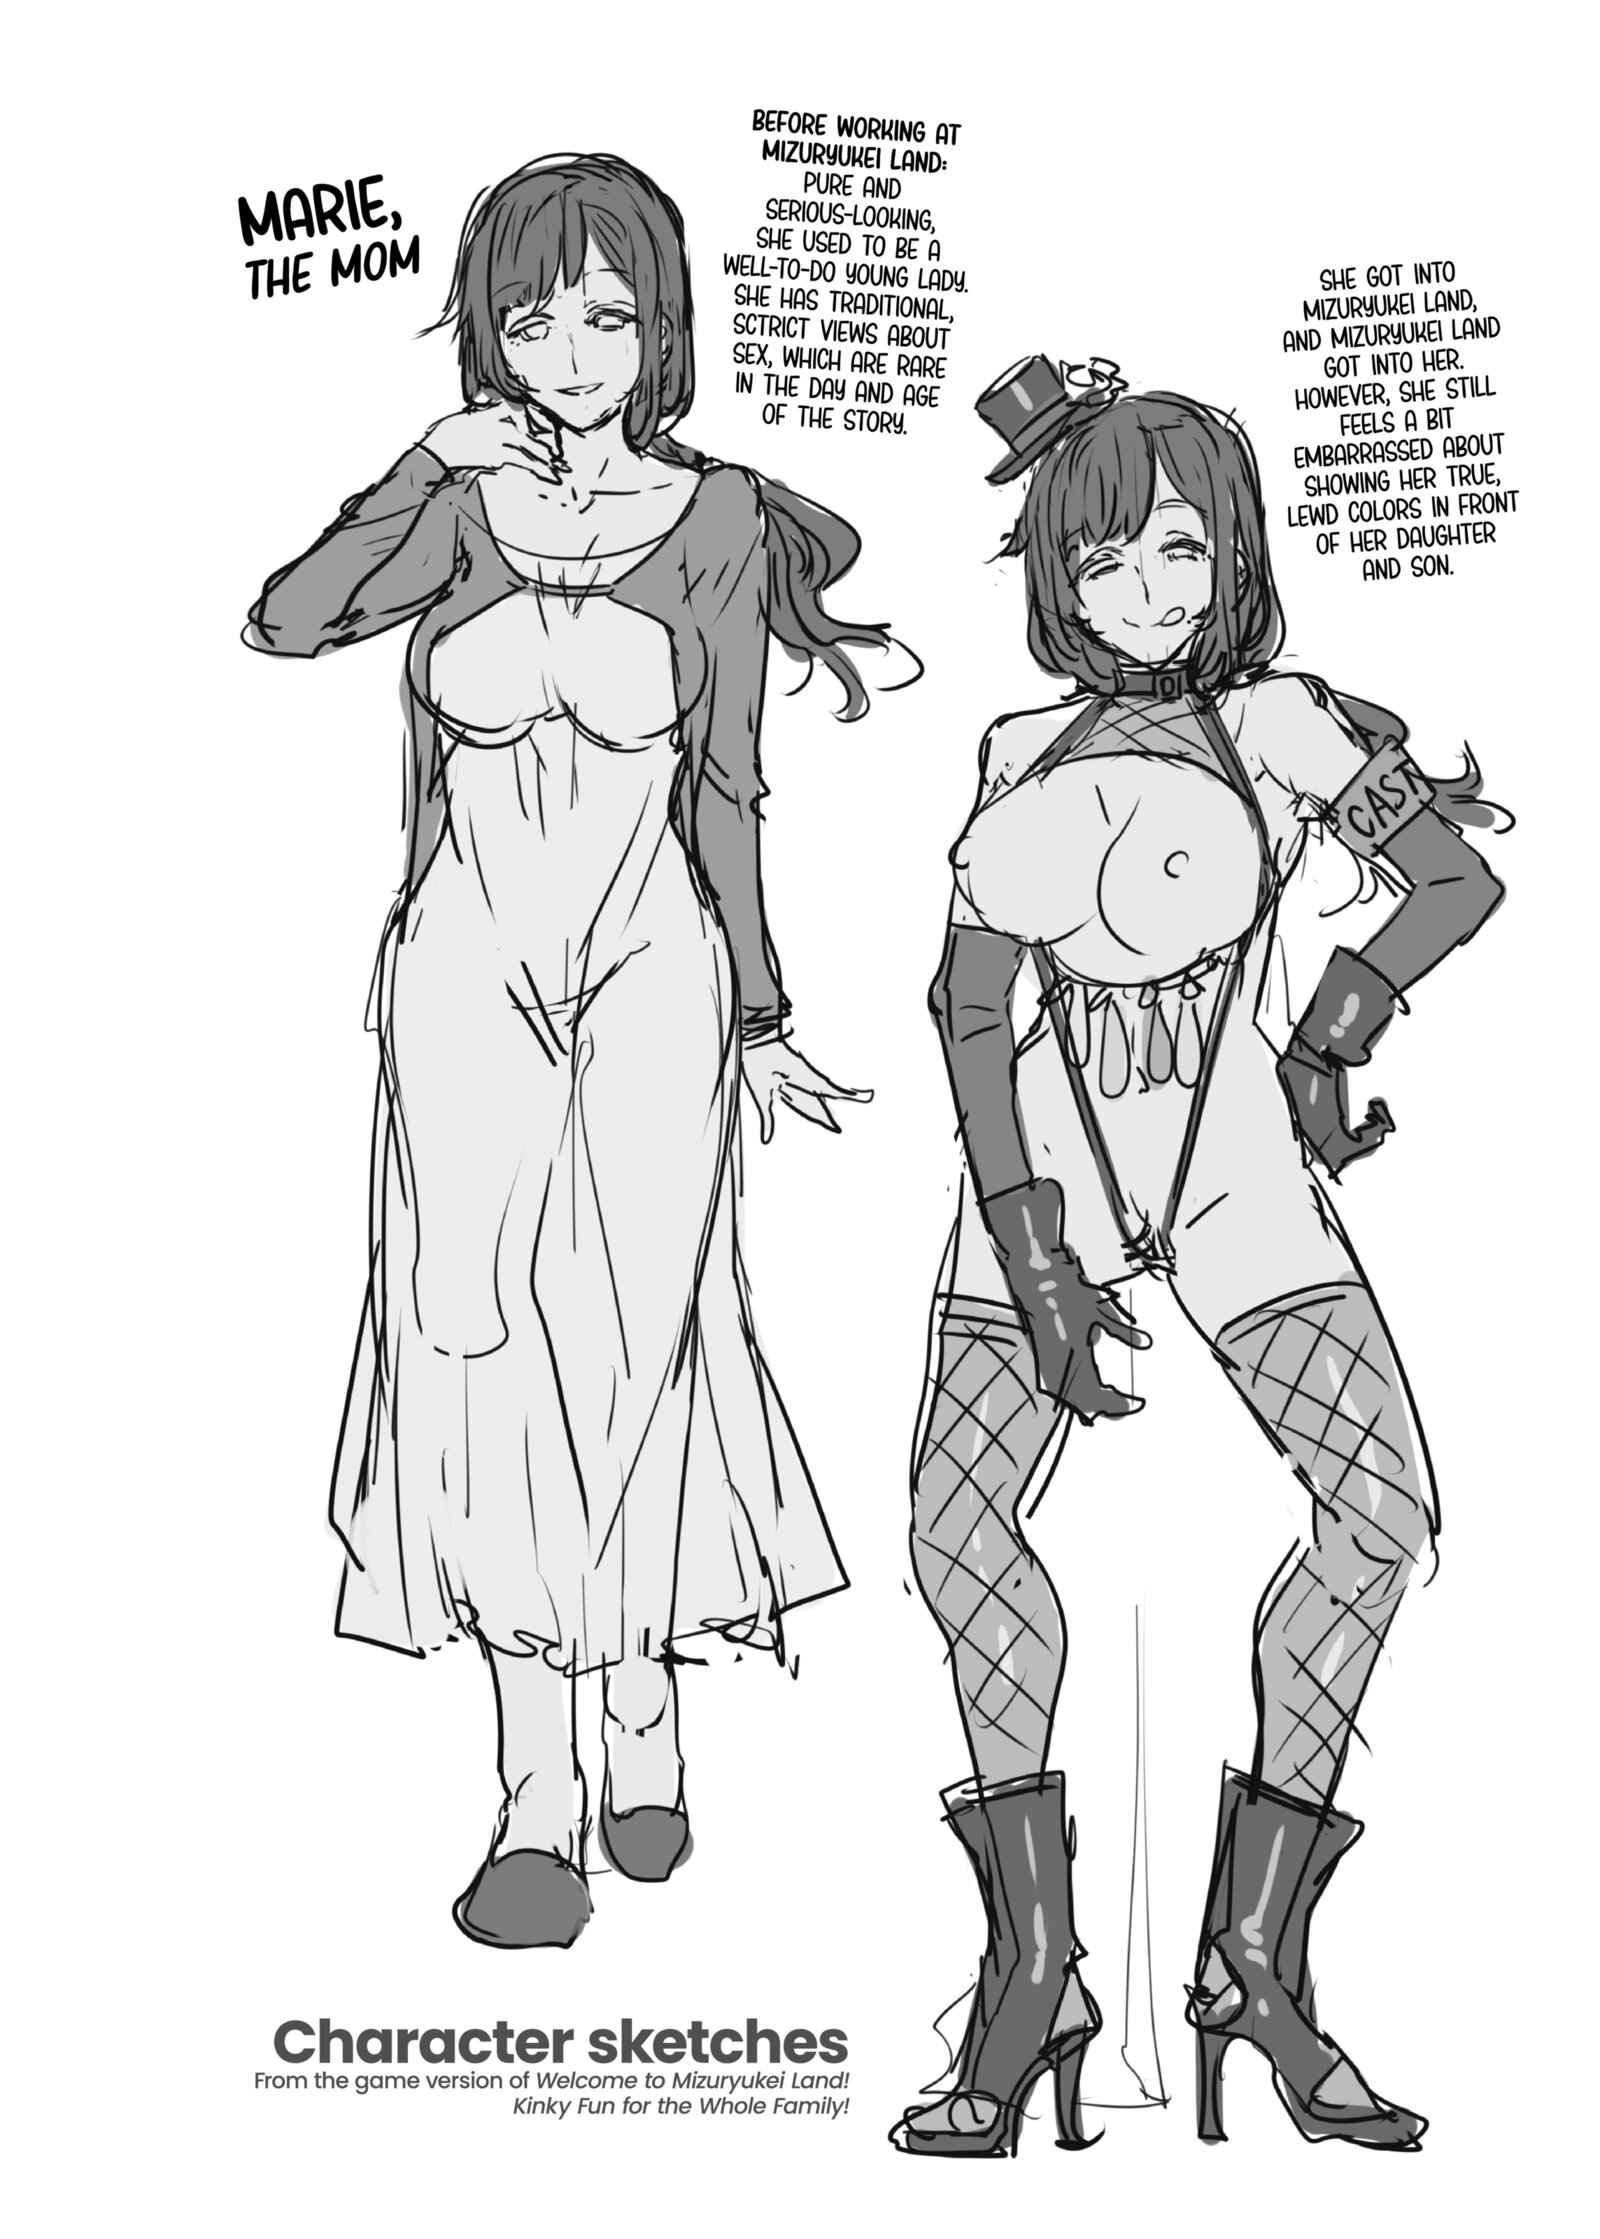 MARIE,
THE MOM
BEFORE WORKING AT
MIZURYUKEI LAND:
PURE AND
SERIOUS-LOOKING,
SHE USED TO BE A
WELL-TO-DO YOUNG LADY.
SHE HAS TRADITIONAL,
SCTRICT VIEWS ABOUT
SEX, WHICH ARE RARE
IN THE DAY AND AGE
OF THE STORY.
SHE GOT INTO
MIZURYUKEI LAND,
AND MIZURYUKEI LAND
GOT INTO HER.
HOWEVER, SHE STILL
FEELS A BIT
EMBARRASSED ABOUT
SHOWING HER TRUE,
LEWD COLORS IN FRONT
OF HER DAUGHTER
AND SON.
CAST
Character sketches
From the game version of Welcome to Mizuryukei Land!
Kinky Fun for the Whole Family!